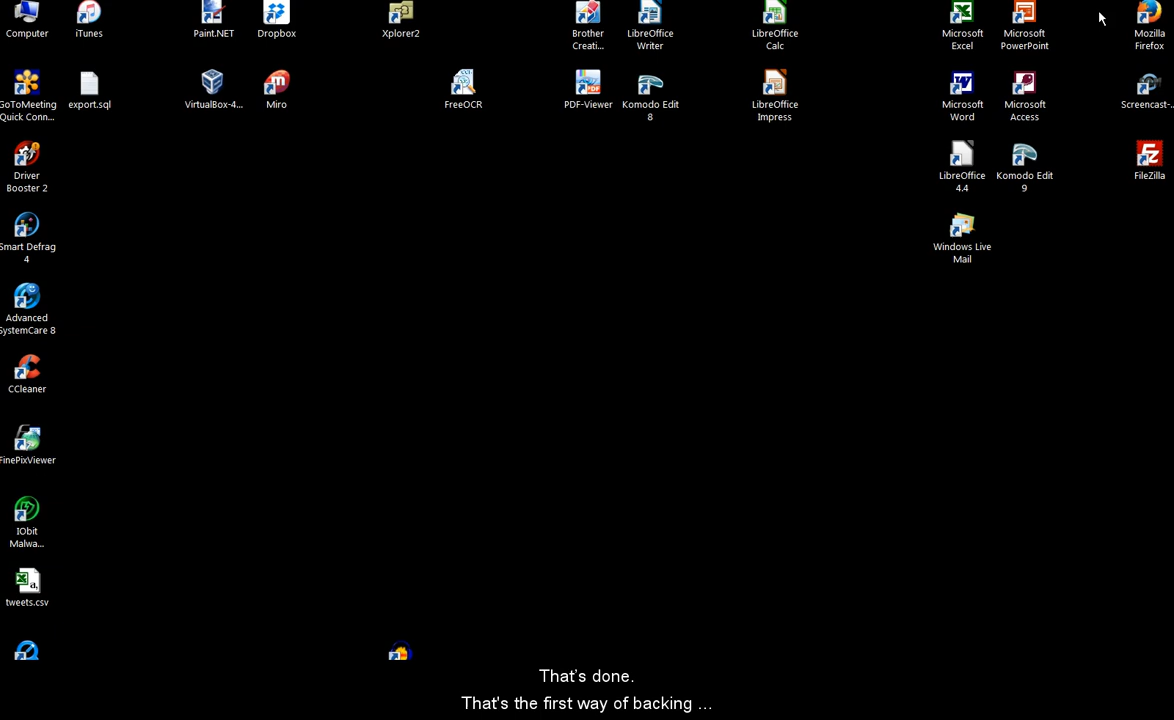 Computer
iTunes
Paint.NET
Dropbox
Xplorer2
Brother
Creati...
LibreOffice
Writer
LibreOffice
Calc
Microsoft
Excel
Microsoft
PowerPoint
Mozilla
Firefox
GoToMeeting
Quick Conn...
export.sql
VirtualBox-4...
Miro
FreeOCR
PDF-Viewer
Komodo Edit
8
LibreOffice
Impress
Microsoft
Word
Microsoft
Access
Screencast-...
Driver
Booster 2
LibreOffice
4.4
Komodo Edit
9
FileZilla
Smart Defrag
4
Windows Live
Mail
Advanced
SystemCare 8
CCleaner
FinePixViewer
IObit
Malwa...
tweets.csv
That's done.
That's the first way of backing ...